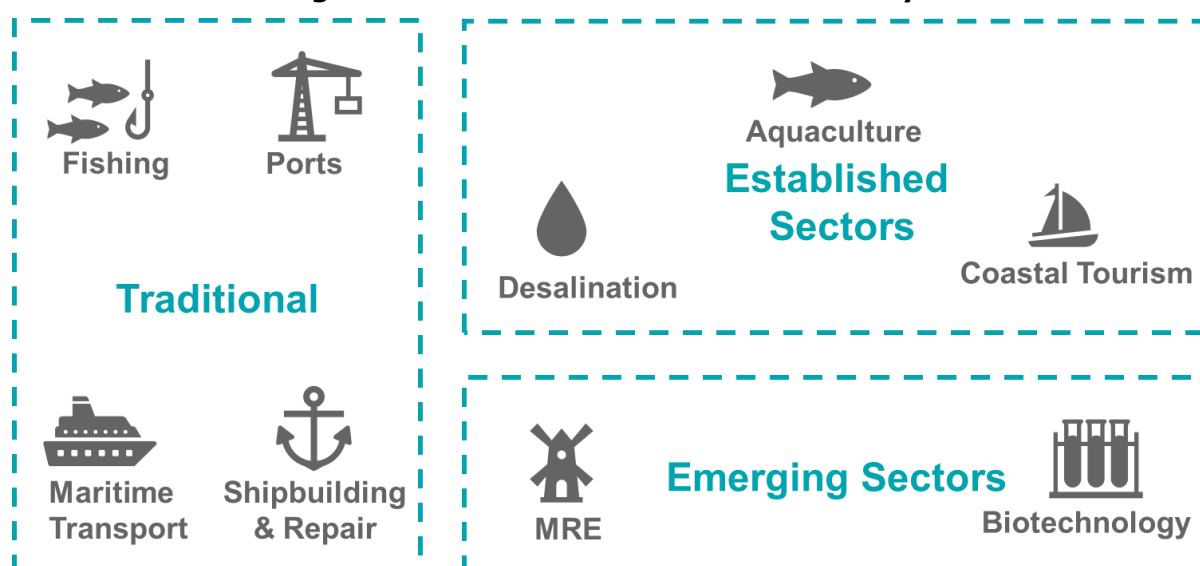 Fishing
Ports
Traditional
Maritime
Transport
Shipbuilding
& Repair
Aquaculture
Established
Sectors
Desalination
Coastal Tourism
MRE
Emerging Sectors
Biotechnology